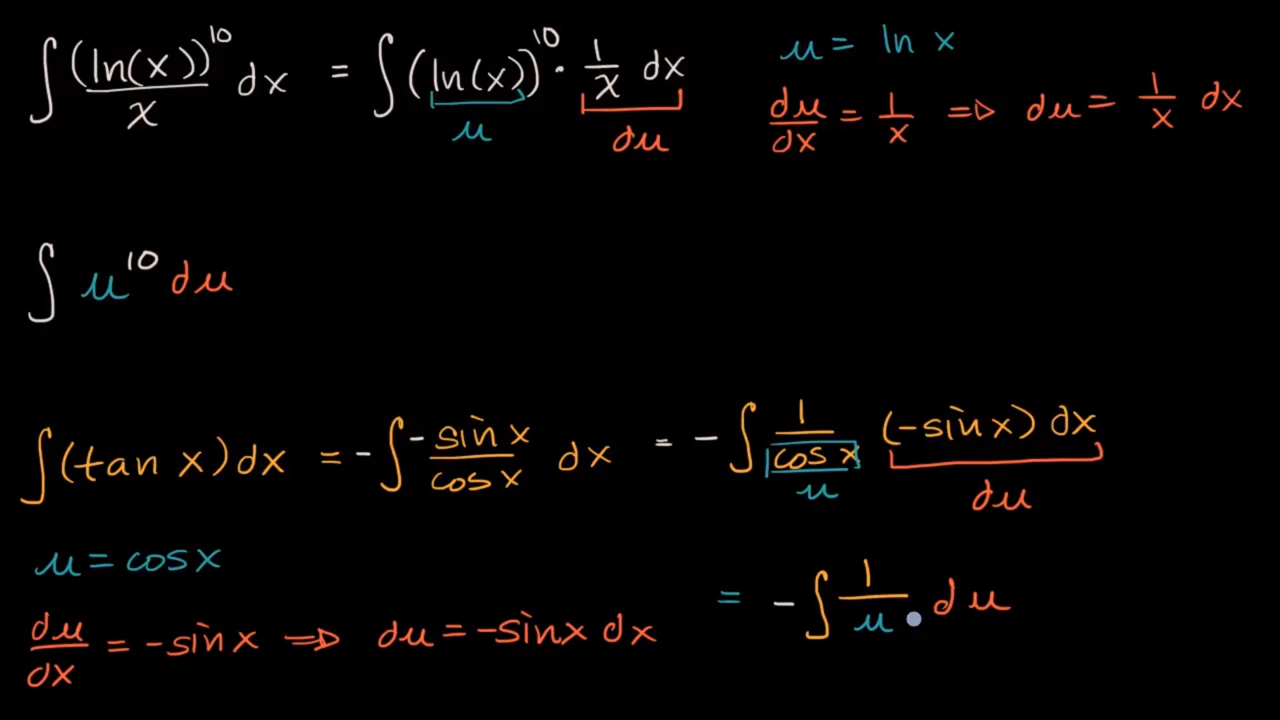 ∫ (ln(x))¹⁰/x dx = ∫ (ln(x))¹⁰ · 1/x dx
u du
u = ln x
du/dx = 1/x ⇒ du = 1/x dx
∫ u¹⁰ du
∫ (tan x) dx = -∫ -sin x/cos x dx = -∫ 1/cos x (-sin x) dx
u du
u = cos x
du/dx = -sin x ⇒ du = -sin x dx
= -∫ 1/u du